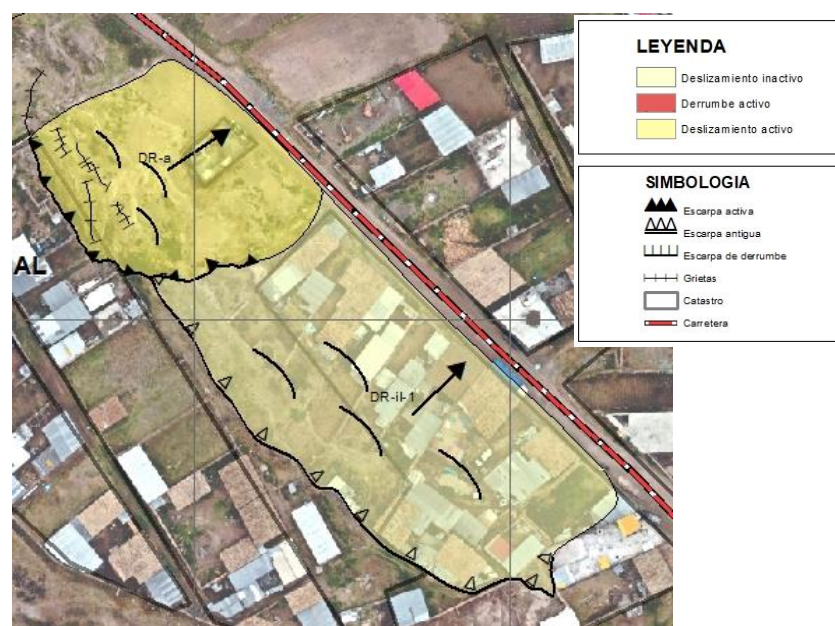 LEYENDA
Deslizamiento inactivo
Derrumbe activo
Deslizamiento activo
SIMBOLOGIA
Escarpa activa
Escarpa antigua
Escarpa de derrumbe
Grietas
Catastro
Carretera
DR-a
AL
DR-il-1